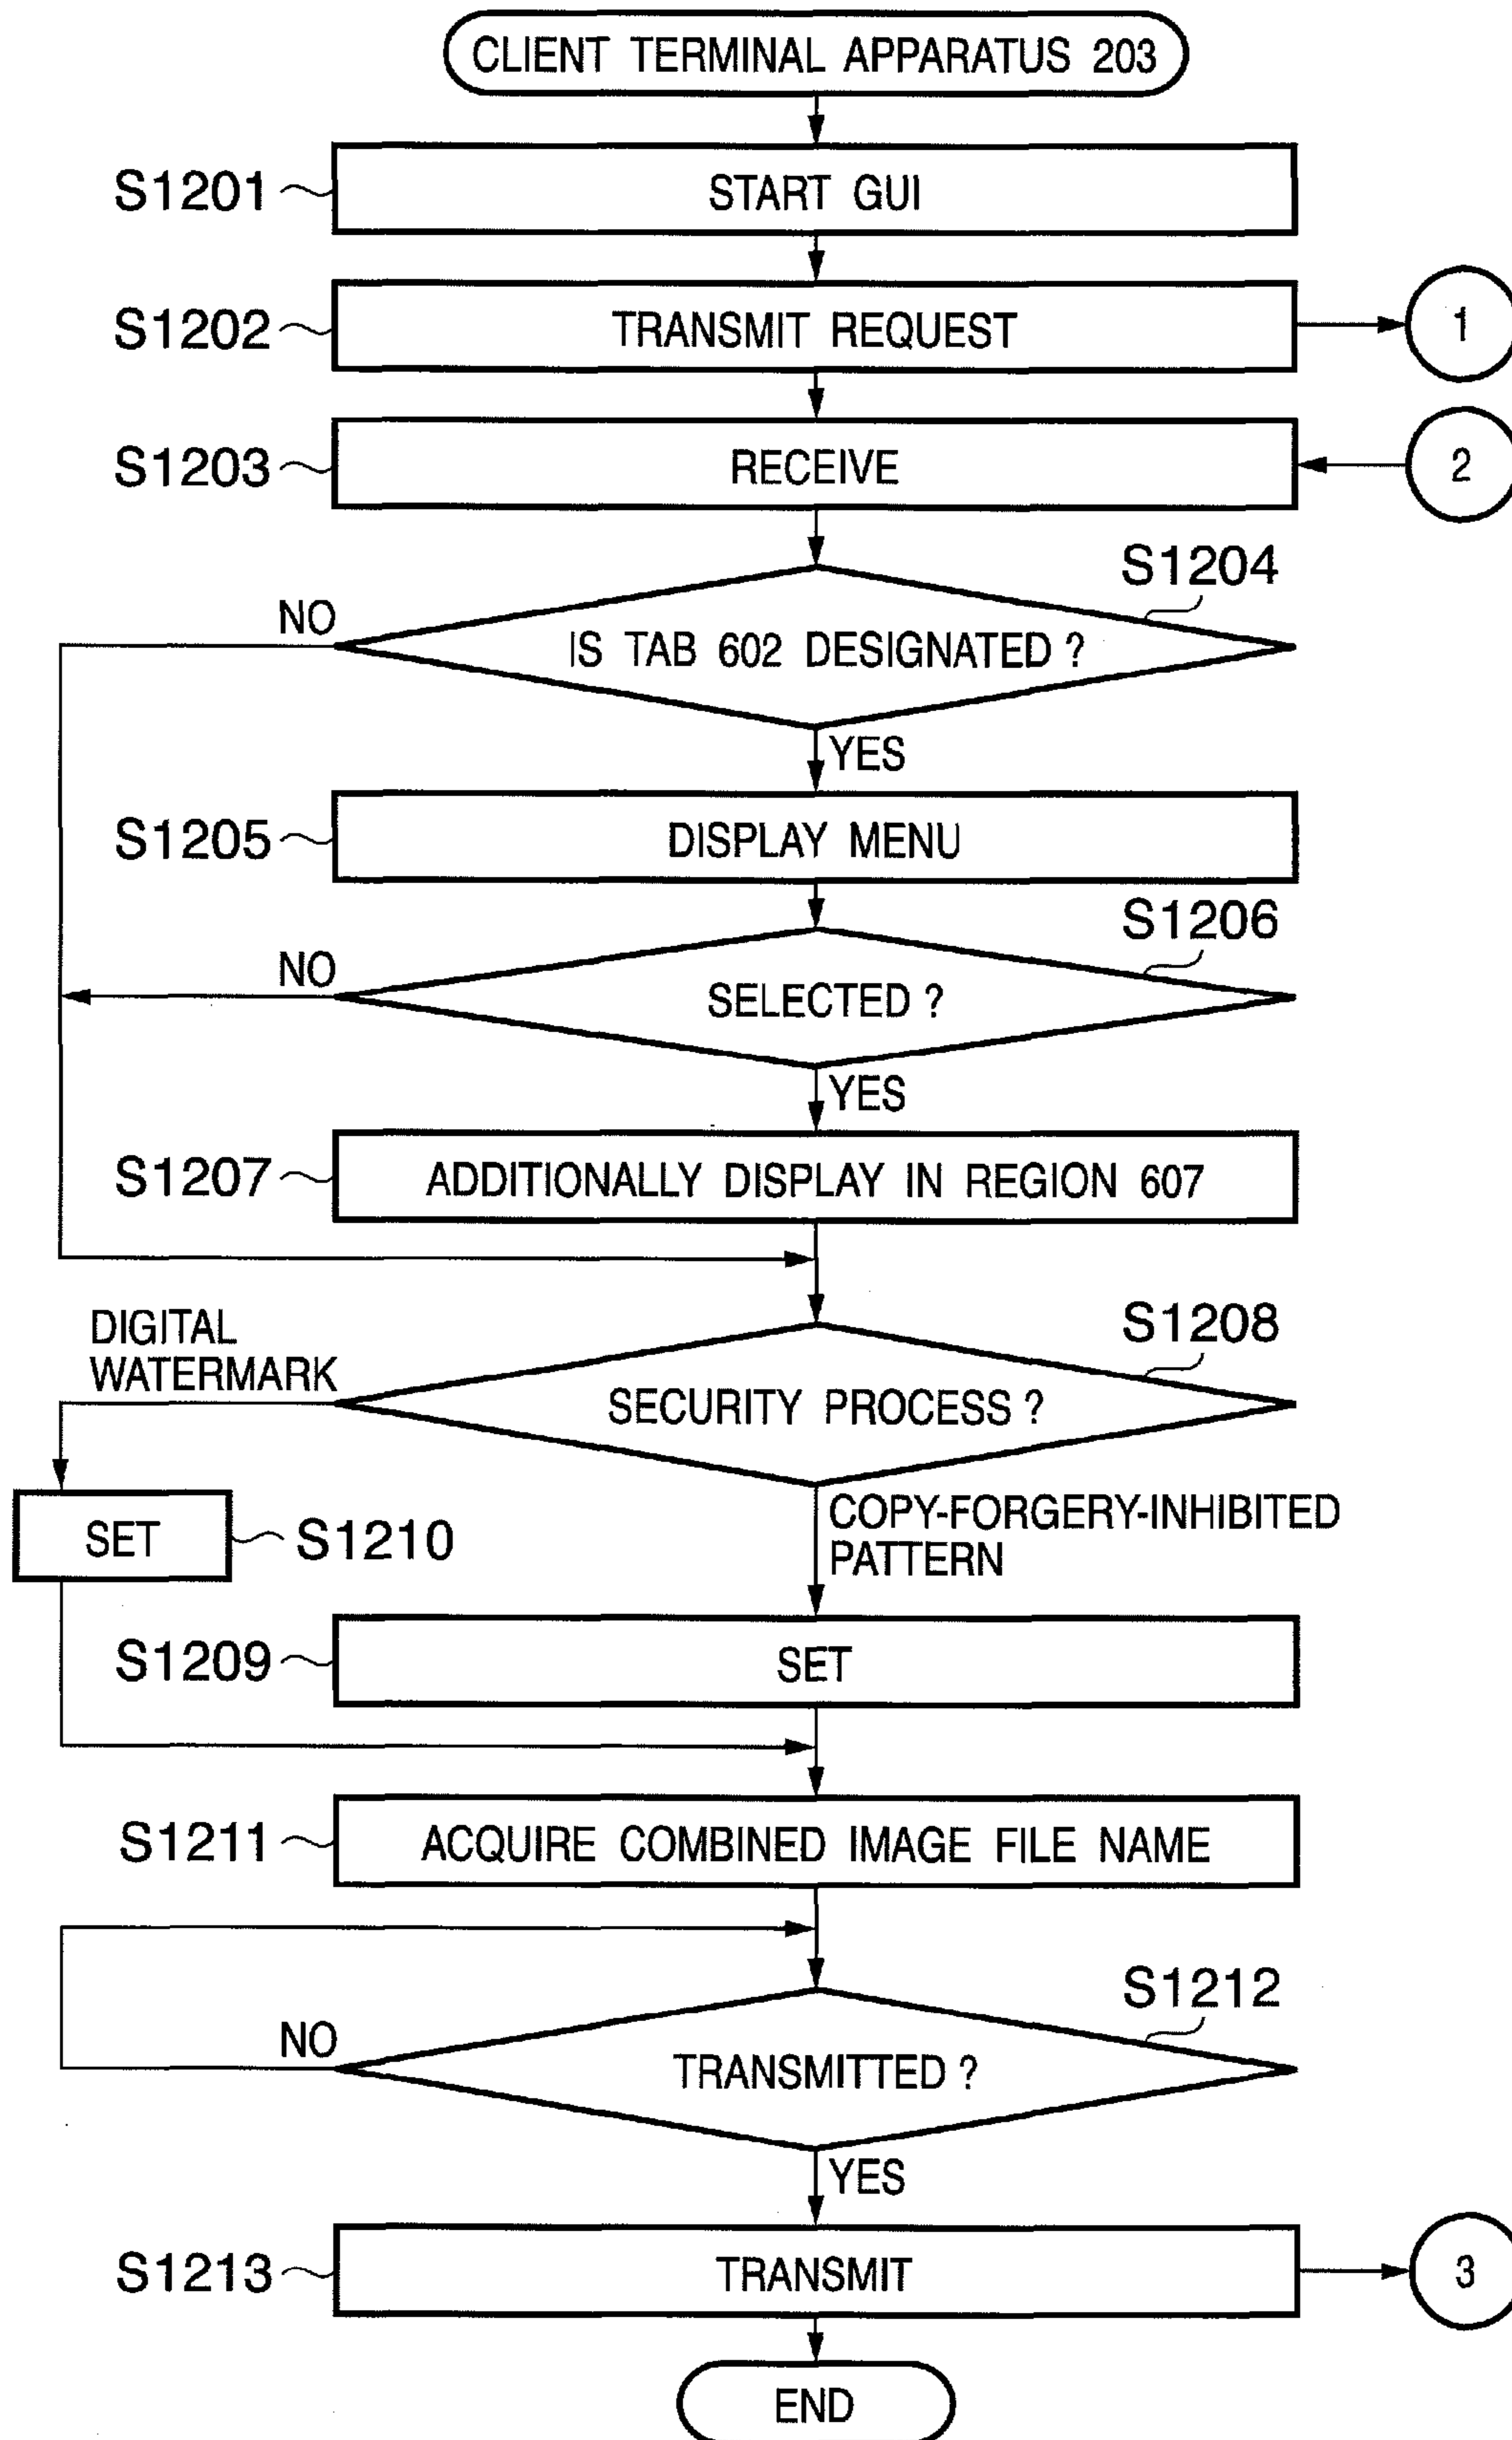 CLIENT TERMINAL APPARATUS 203
S1201
START GUI
S1202
TRANSMIT REQUEST
1
S1203
RECEIVE
2
S1204
NO
IS TAB 602 DESIGNATED ?
YES
S1205
DISPLAY MENU
S1206
NO
SELECTED ?
YES
S1207
ADDITIONALLY DISPLAY IN REGION 607
DIGITAL
WATERMARK
S1208
SECURITY PROCESS ?
COPY-FORGERY-INHIBITED
PATTERN
SET
S1210
S1209
SET
S1211
ACQUIRE COMBINED IMAGE FILE NAME
S1212
NO
TRANSMITTED ?
YES
S1213
TRANSMIT
3
END